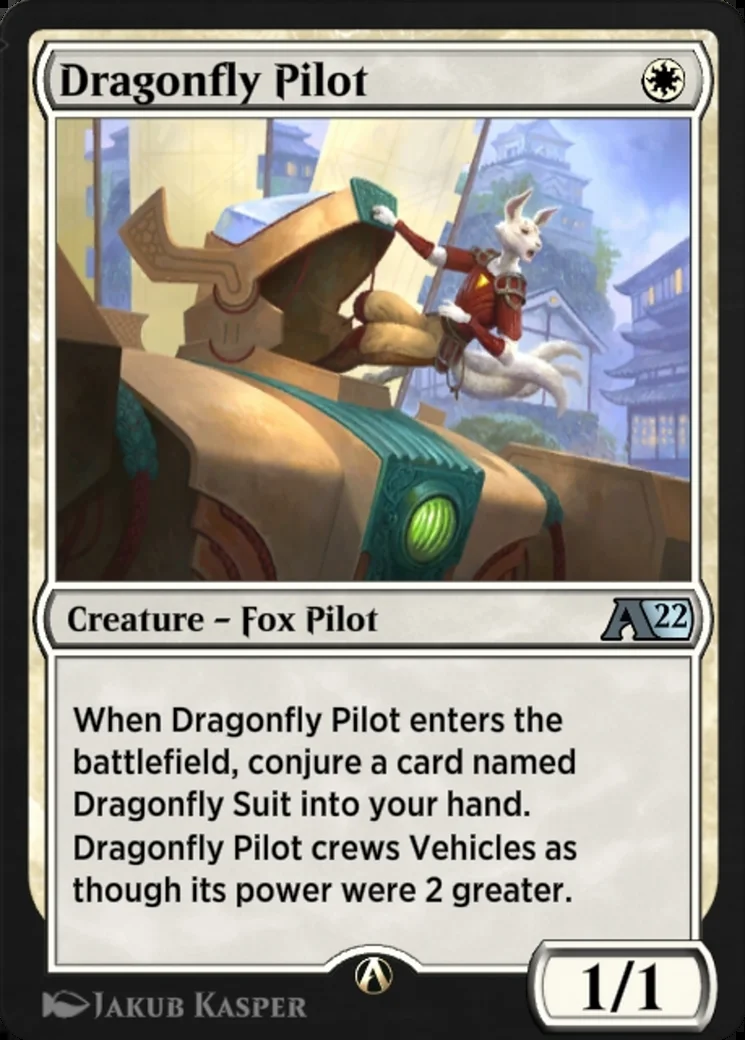 Dragonfly Pilot
Creature – Fox Pilot
A22
When Dragonfly Pilot enters the
battlefield, conjure a card named
Dragonfly Suit into your hand.
Dragonfly Pilot crews Vehicles as
though its power were 2 greater.
1/1
Jakub Kasper